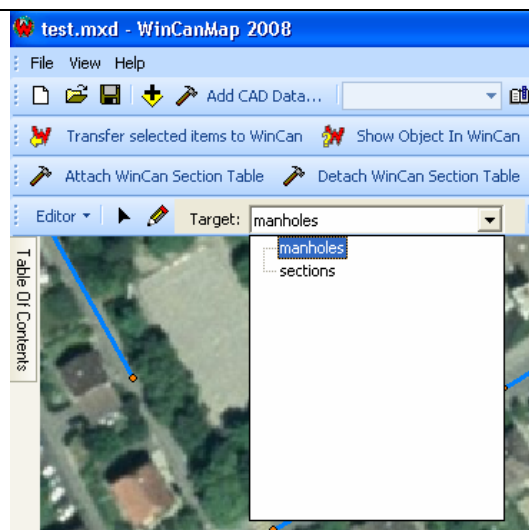 test.mxd - WinCanMap 2008
File View Help
Add CAD Data...
Transfer selected items to WinCan Show Object In WinCan
Attach WinCan Section Table Detach WinCan Section Table
Editor Target: manholes
manholes
sections
Table Of Contents